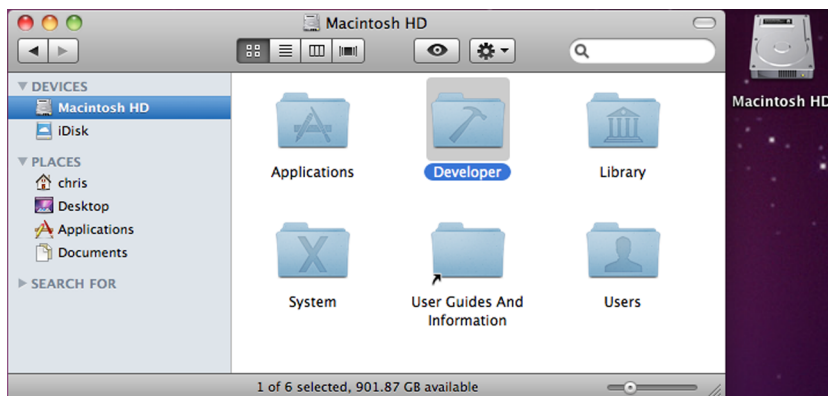 Macintosh HD
DEVICES
Macintosh HD
iDisk
PLACES
chris
Desktop
Applications
Documents
SEARCH FOR
Applications
Developer
Library
System
User Guides And
Information
Users
1 of 6 selected, 901.87 GB available
Macintosh HD